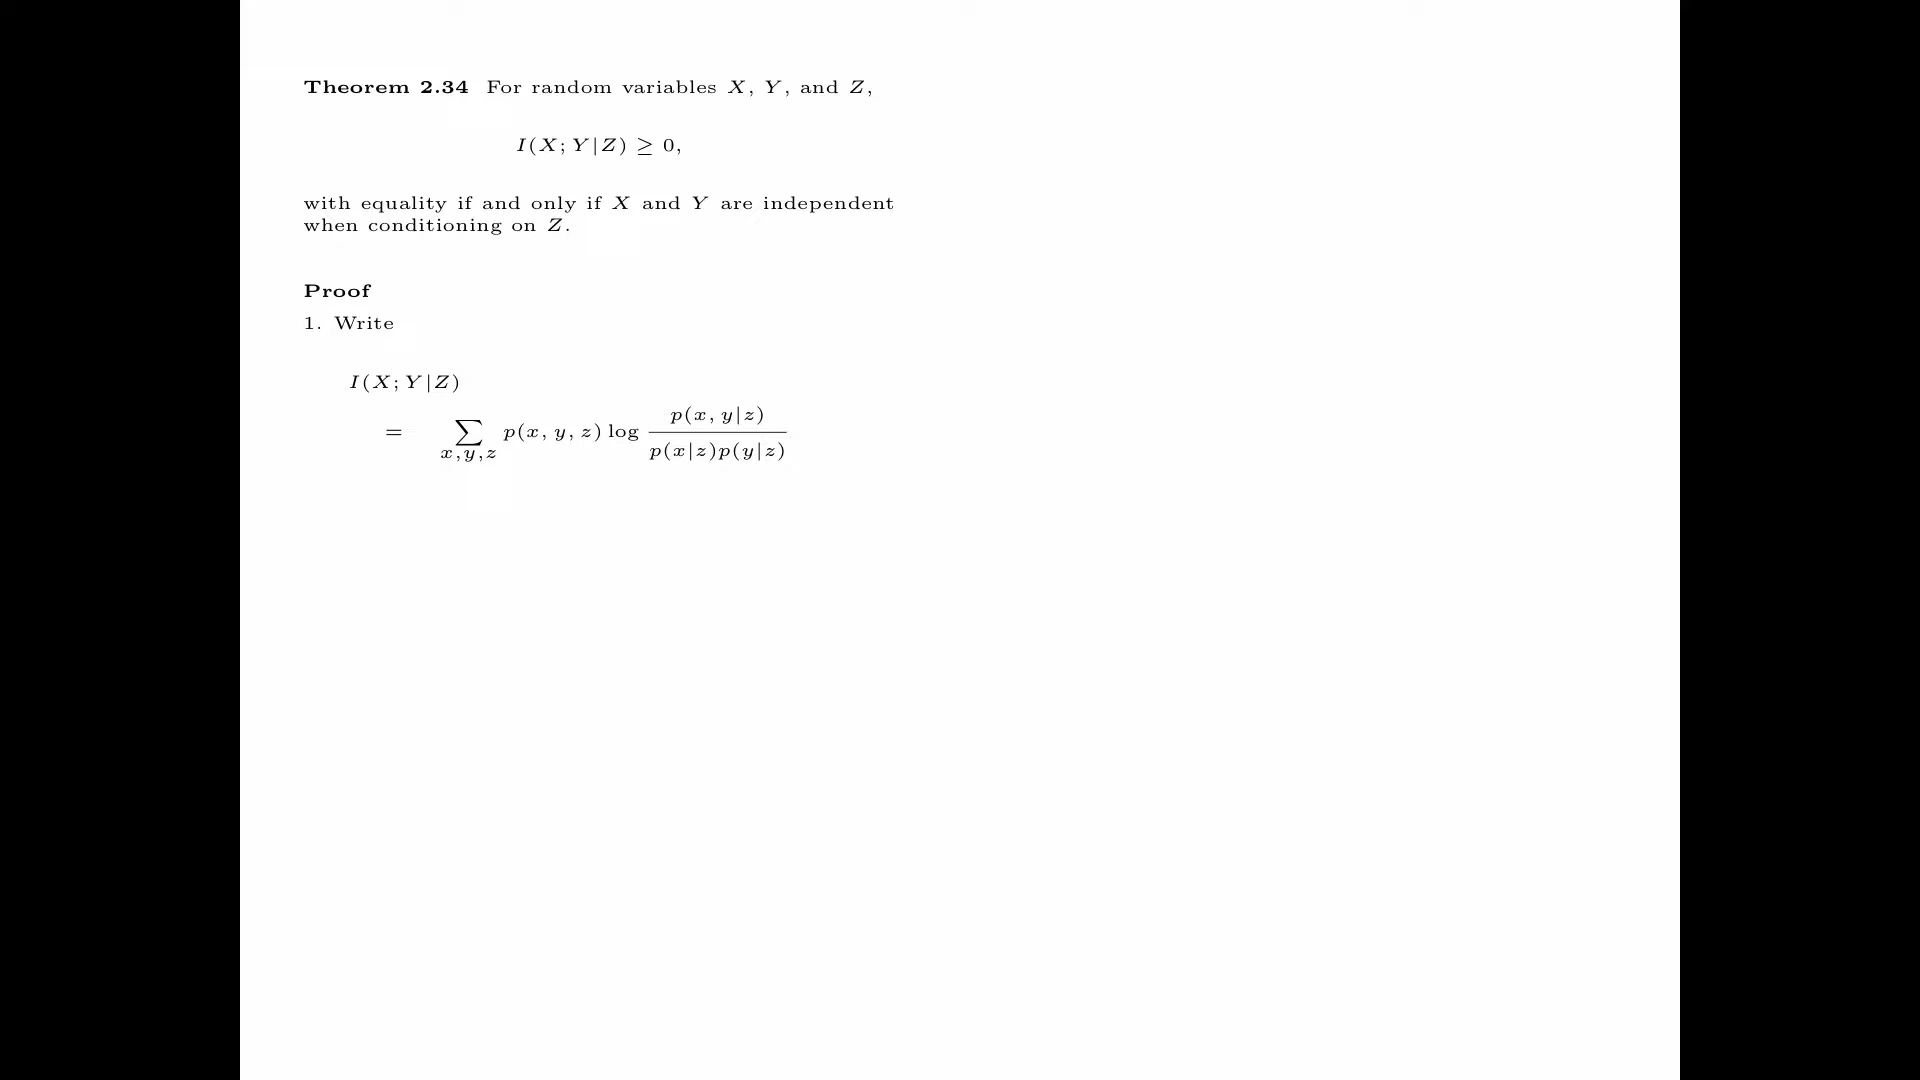 Theorem 2.34 For random variables X, Y, and Z,
I(X; Y|Z) ≥ 0,
with equality if and only if X and Y are independent
when conditioning on Z.
Proof
1. Write
I(X; Y|Z)
= ∑_{x,y,z} p(x, y, z) log \frac{p(x, y|z)}{p(x|z)p(y|z)}